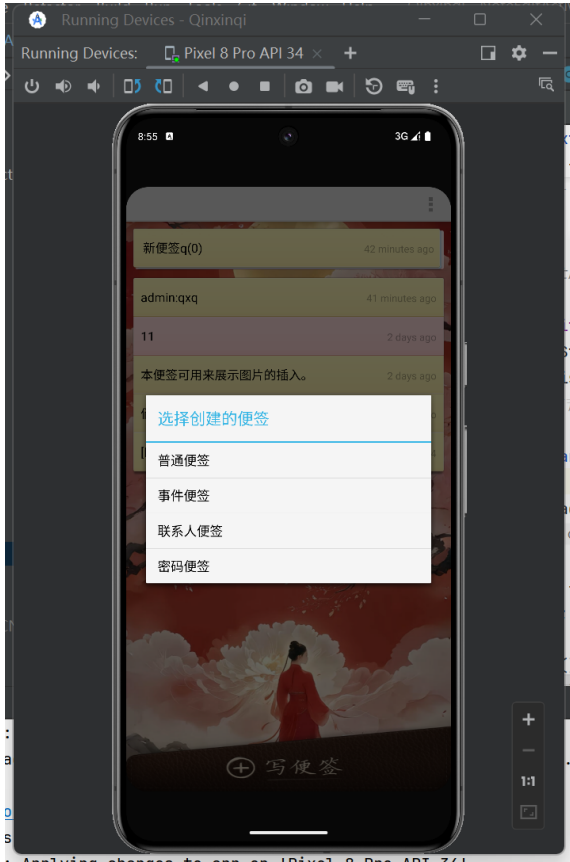 Running Devices - Qinxinqi
Running Devices:
Pixel 8 Pro API 34
8:55
3G
新便签q(0)
42 minutes ago
admin:qxq
41 minutes ago
11
2 days ago
本便签可用来展示图片的插入。
2 days ago
选择创建的便签
普通便签
事件便签
联系人便签
密码便签
写便签
1:1
: Applying changes to app on 'Pixel 8 Pro API 34'